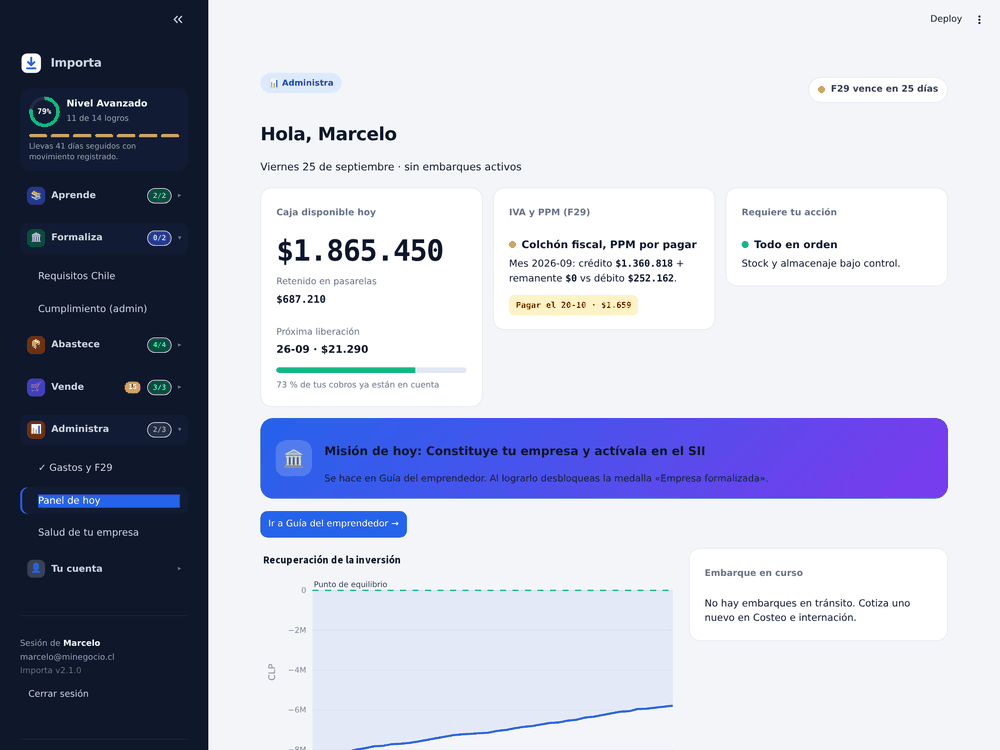 Deploy
Importa
79%
Nivel Avanzado
11 de 14 logros
Llevas 41 días seguidos con
movimiento registrado.
Aprende
2/2
Formaliza
0/2
Requisitos Chile
Cumplimiento (admin)
Abastece
4/4
Vende
15
3/3
Administra
2/3
✓ Gastos y F29
Panel de hoy
Salud de tu empresa
Tu cuenta
Sesión de Marcelo
marcelo@minegocio.cl
Importa v2.1.0
Cerrar sesión
Administra
F29 vence en 25 días
Hola, Marcelo
Viernes 25 de septiembre · sin embarques activos
Caja disponible hoy
$1.865.450
Retenido en pasarelas
$687.210
Próxima liberación
26-09 · $21.290
73 % de tus cobros ya están en cuenta
IVA y PPM (F29)
Colchón fiscal, PPM por pagar
Mes 2026-09: crédito $1.360.818 +
remanente $0 vs débito $252.162.
Pagar el 20-10 · $1.659
Requiere tu acción
Todo en orden
Stock y almacenaje bajo control.
Misión de hoy: Constituye tu empresa y actívala en el SII
Se hace en Guía del emprendedor. Al lograrlo desbloqueas la medalla «Empresa formalizada».
Ir a Guía del emprendedor →
Recuperación de la inversión
Punto de equilibrio
0
−2M
−4M
−6M
−8M
CLP
Embarque en curso
No hay embarques en tránsito. Cotiza uno
nuevo en Costeo e internación.